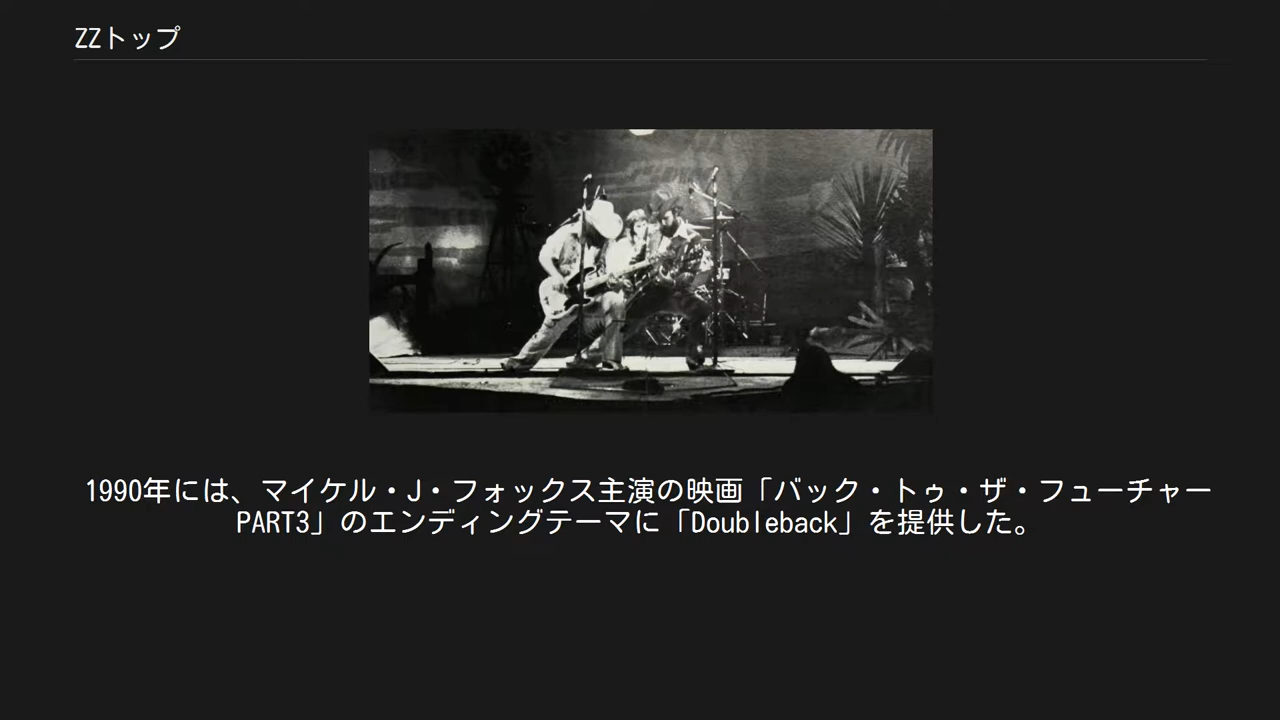 ZZトップ
1990年には、マイケル・J・フォックス主演の映画「バック・トゥ・ザ・フューチャー
PART3」のエンディングテーマに「Doubleback」を提供した。